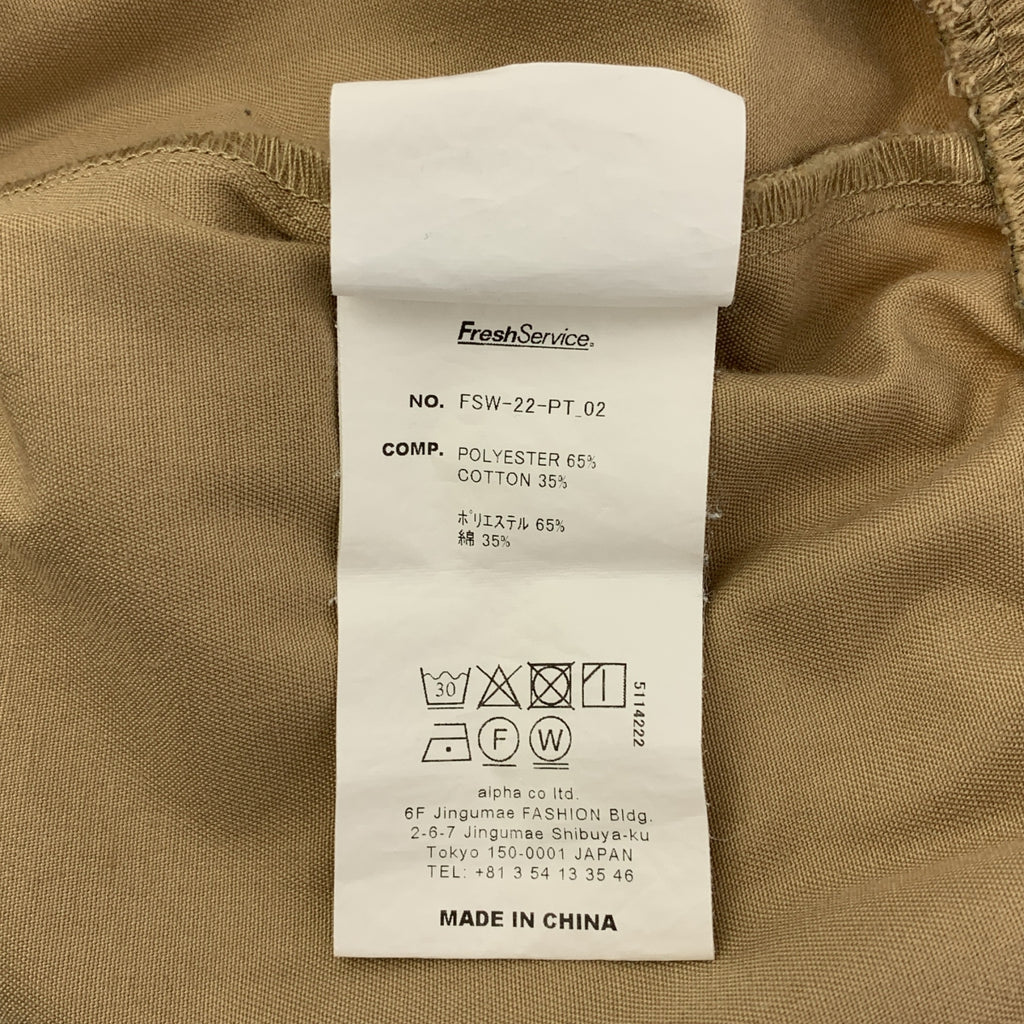 FreshService
NO. FSW-22-PT_02
COMP. POLYESTER 65%
COTTON 35%
ポリエステル 65%
綿 35%
30
5114222
F W
alpha co ltd.
6F Jingumae FASHION Bldg.
2-6-7 Jingumae Shibuya-ku
Tokyo 150-0001 JAPAN
TEL: +81 3 54 13 35 46
MADE IN CHINA